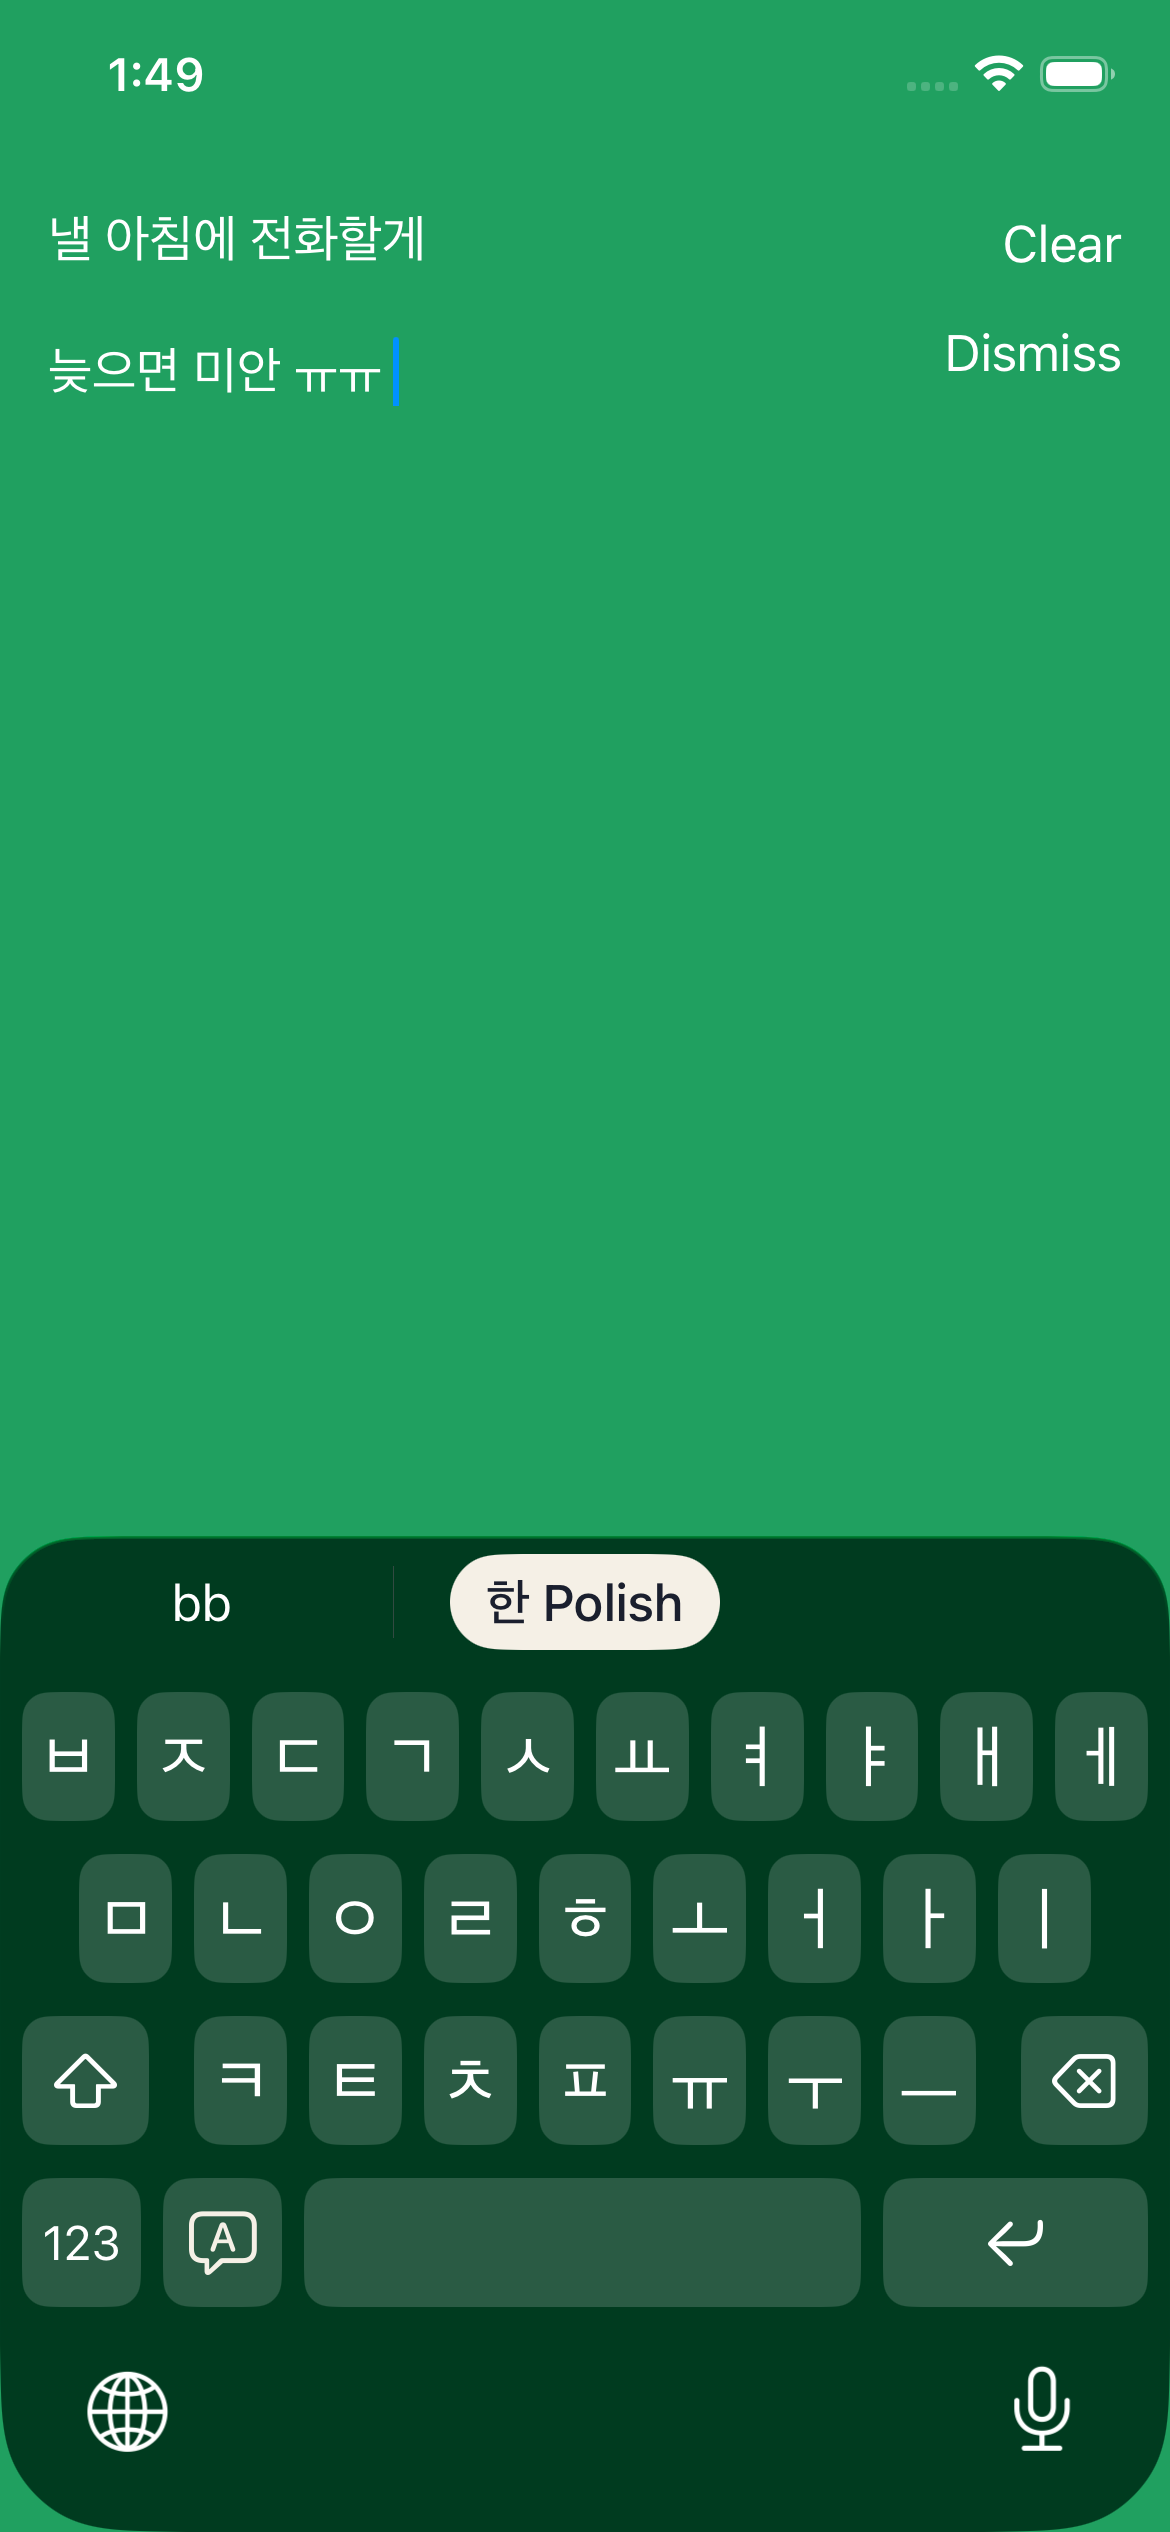 1:49
낼 아침에 전화할게
Clear
늦으면 미안 ㅠㅠ
Dismiss
bb
한 Polish
ㅂ ㅈ ㄷ ㄱ ㅅ ㅛ ㅕ ㅑ ㅐ ㅔ
ㅁ ㄴ ㅇ ㄹ ㅎ ㅗ ㅓ ㅏ ㅣ
ㅋ ㅌ ㅊ ㅍ ㅠ ㅜ ㅡ
123 A